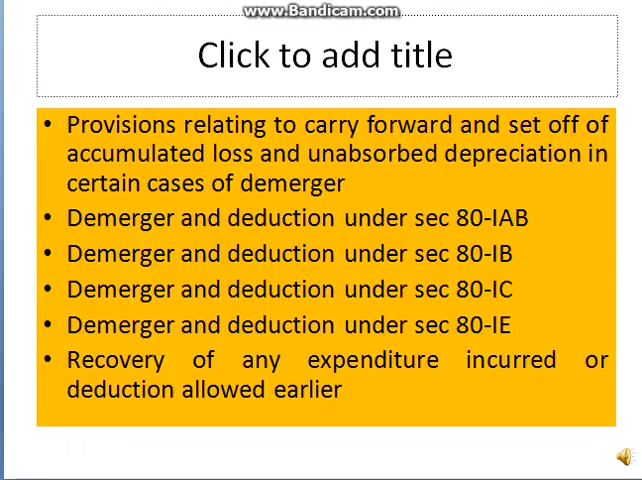 www.Bandicam.com
Click to add title
• Provisions relating to carry forward and set off of
accumulated loss and unabsorbed depreciation in
certain cases of demerger
• Demerger and deduction under sec 80-IAB
• Demerger and deduction under sec 80-IB
• Demerger and deduction under sec 80-IC
• Demerger and deduction under sec 80-IE
• Recovery of any expenditure incurred or
deduction allowed earlier